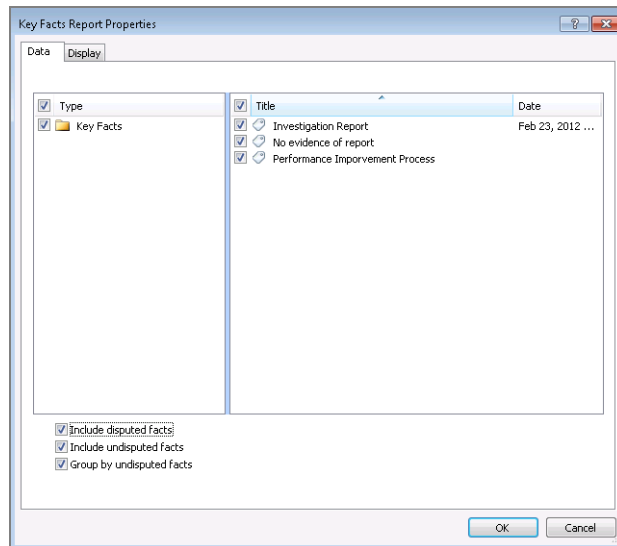 Key Facts Report Properties
Data Display
Type Title Date
Key Facts Investigation Report Feb 23, 2012 ...
No evidence of report
Performance Imporvement Process
Include disputed facts
Include undisputed facts
Group by undisputed facts
OK Cancel